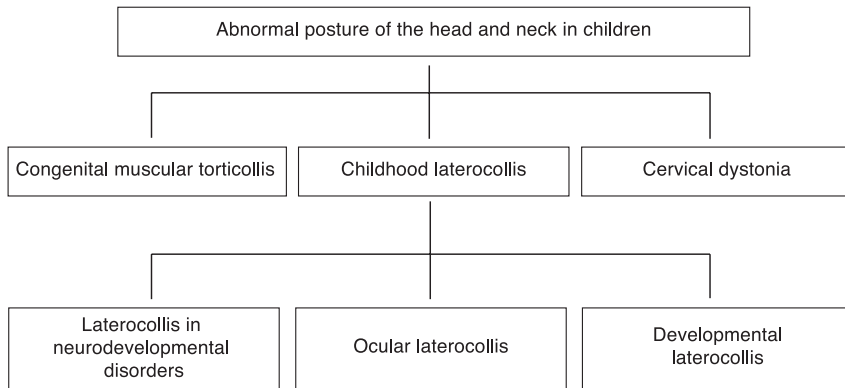 Abnormal posture of the head and neck in children
Congenital muscular torticollis
Childhood laterocollis
Cervical dystonia
Laterocollis in
neurodevelopmental
disorders
Ocular laterocollis
Developmental
laterocollis